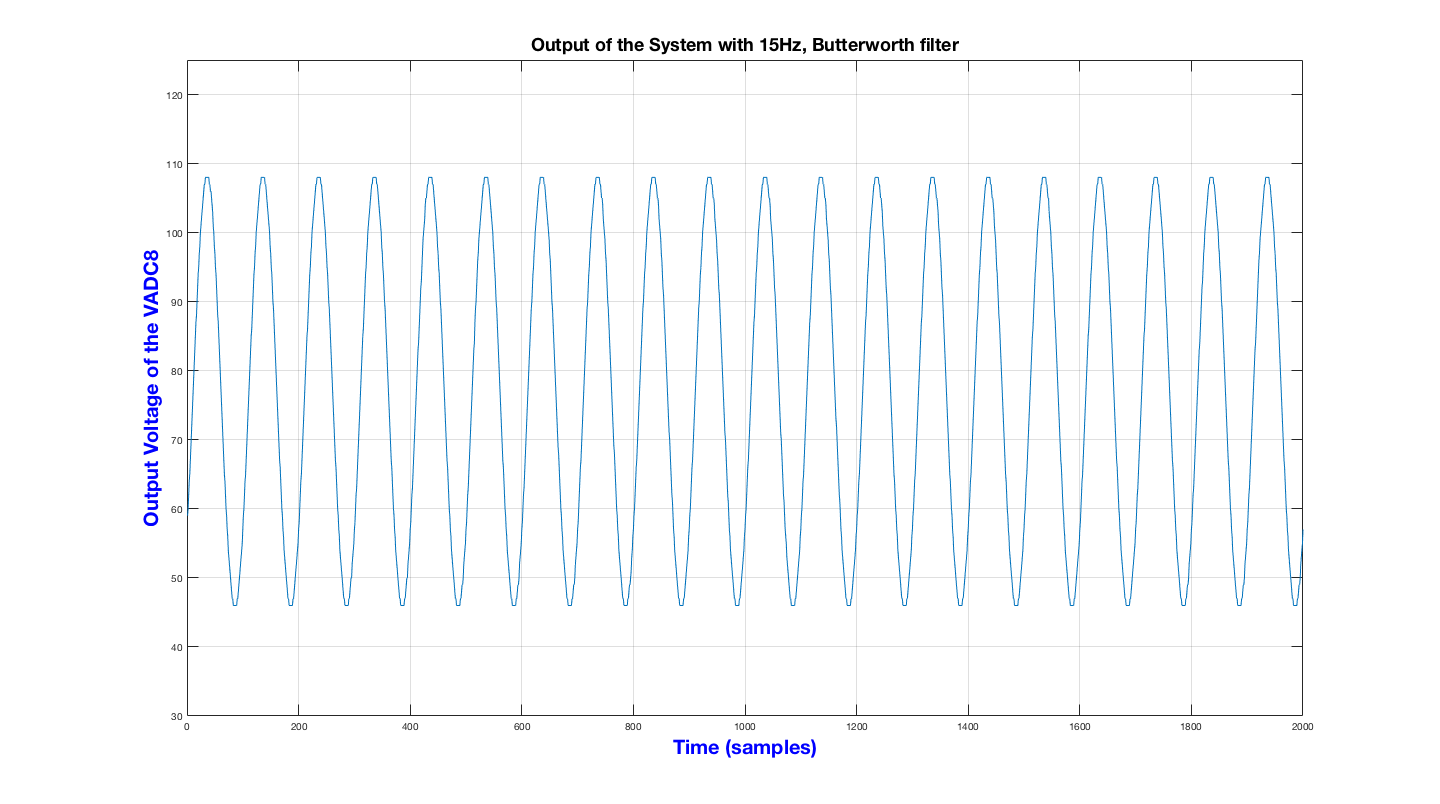 Output of the System with 15Hz, Butterworth filter
120
110
100
90
80
70
60
50
40
30
Output Voltage of the VADC8
0 200 400 600 800 1000 1200 1400 1600 1800 2000
Time (samples)